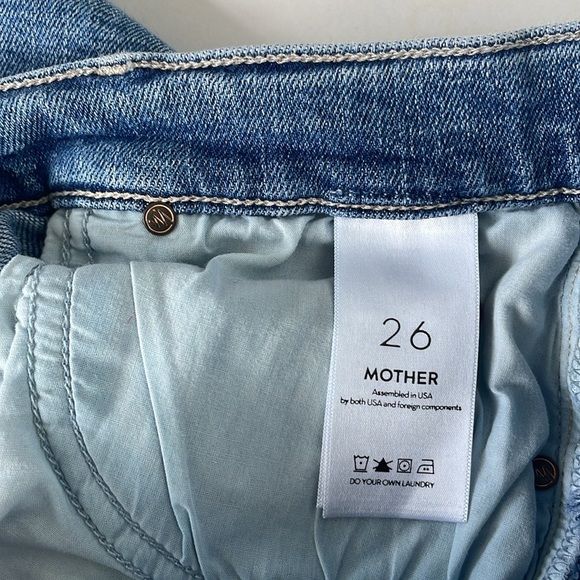 26
MOTHER
Assembled in USA
by both USA and foreign components
DO YOUR OWN LAUNDRY